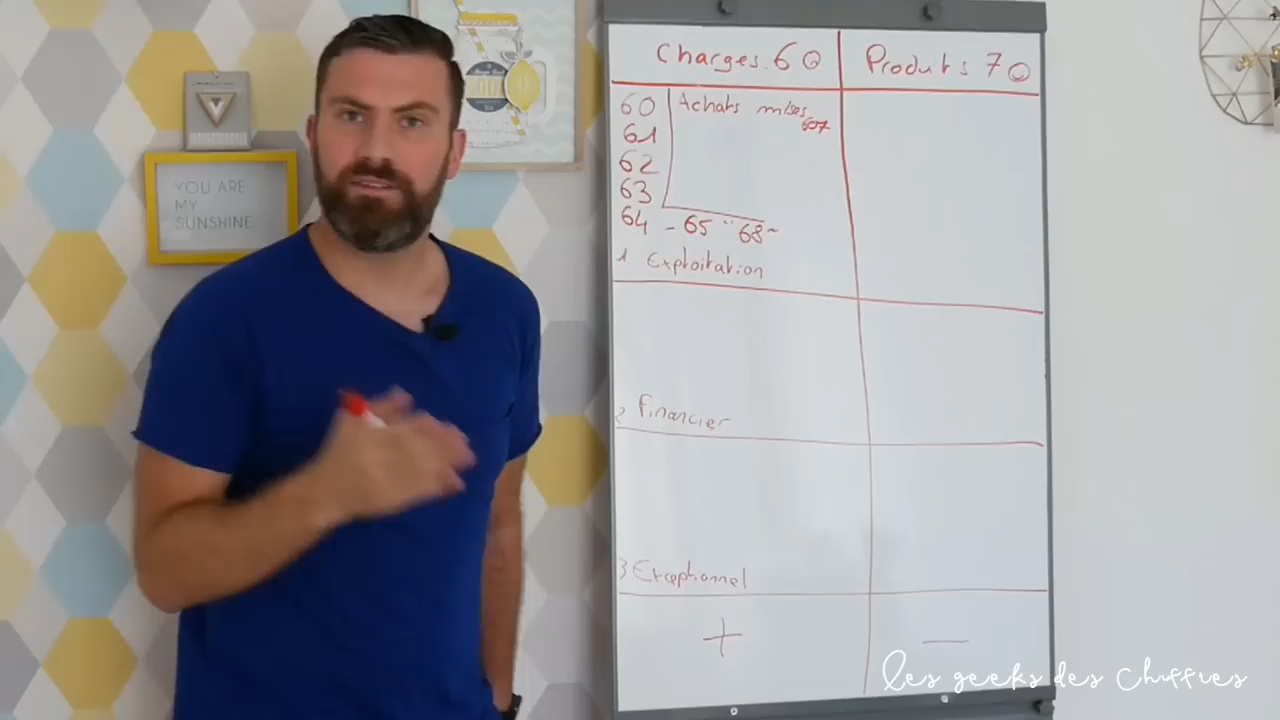 YOU ARE
MY
SUNSHINE
Charges 60
Produits 70
60 Achats mses
607
61
62
63
64 - 65 " 68~
1 Exploitation
2 Financier
3 Exceptionnel
+
—
les geeks des chiffres